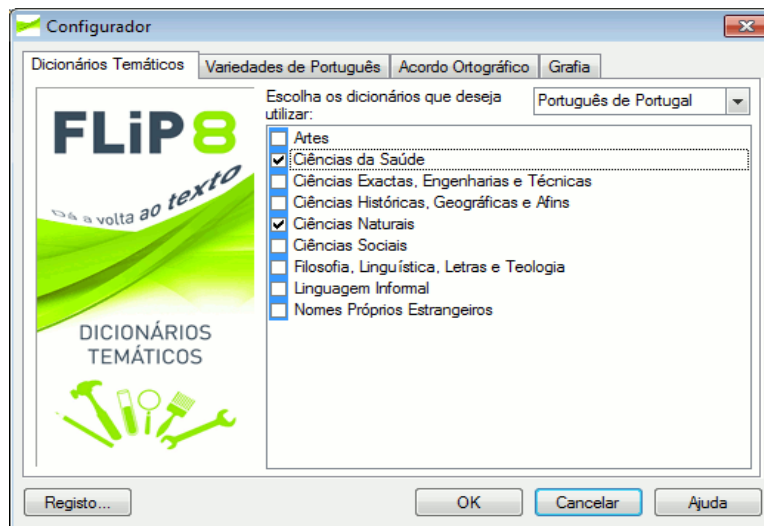 Configurador
Dicionários Temáticos
Variedades de Português
Acordo Ortográfico
Grafia
FLiP8
Dá a volta ao texto
DICIONÁRIOS
TEMÁTICOS
Escolha os dicionários que deseja
utilizar:
Português de Portugal
Artes
Ciências da Saúde
Ciências Exactas, Engenharias e Técnicas
Ciências Históricas, Geográficas e Afins
Ciências Naturais
Ciências Sociais
Filosofia, Linguística, Letras e Teologia
Linguagem Informal
Nomes Próprios Estrangeiros
Registo...
OK
Cancelar
Ajuda